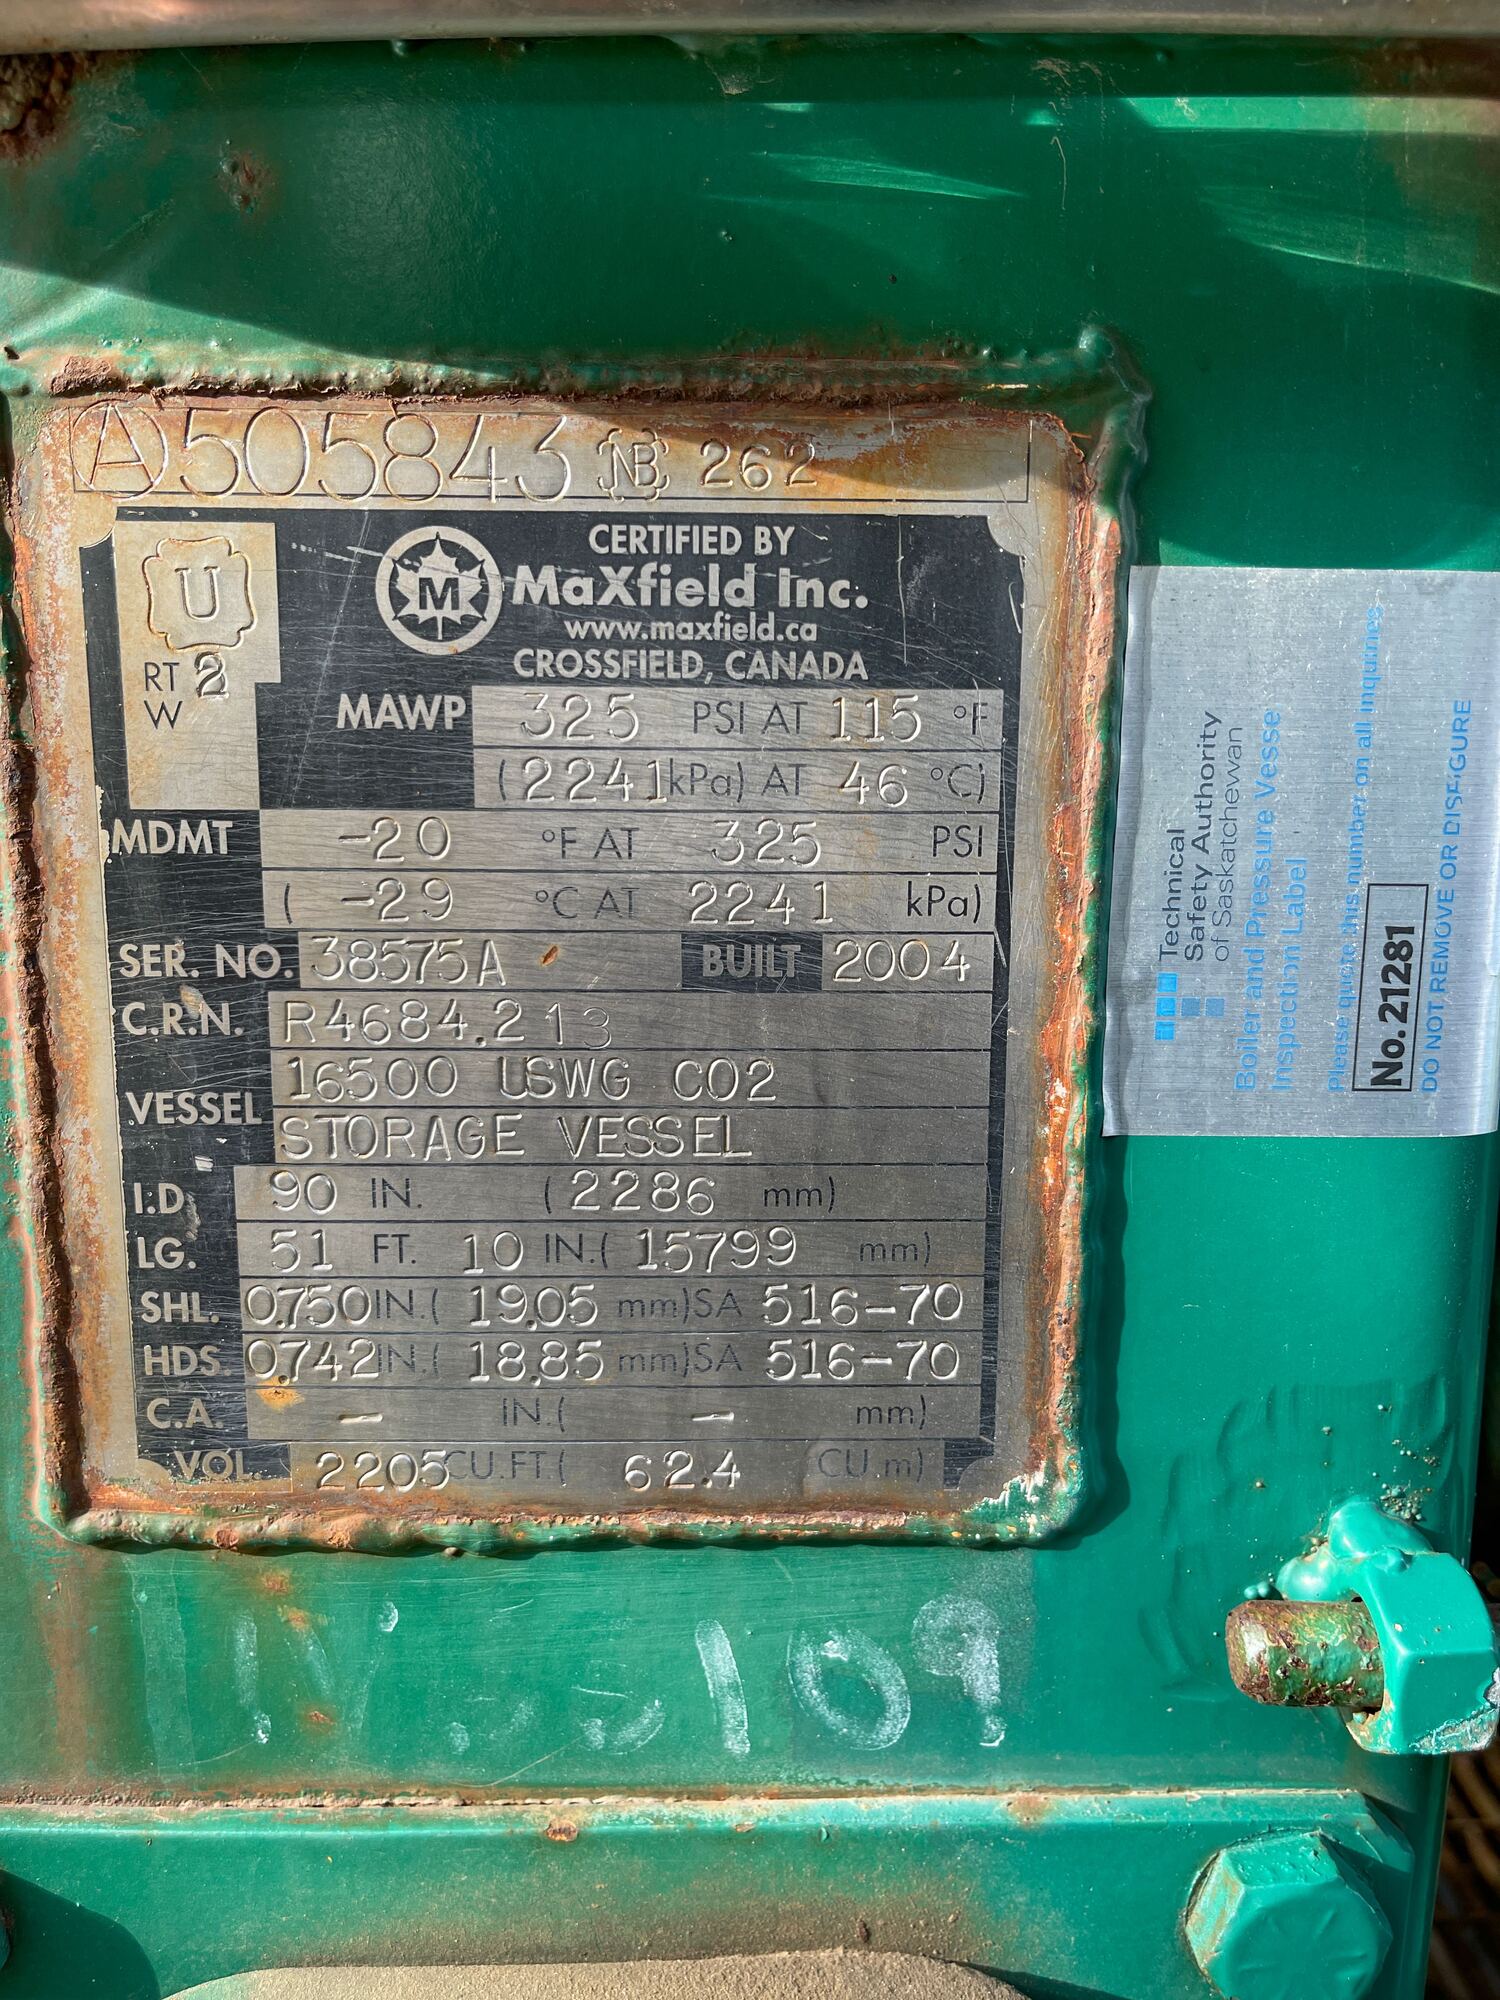 A 505843 NB 262
U
RT 2
W
CERTIFIED BY
M MaXfield Inc.
www.maxfield.ca
CROSSFIELD, CANADA
MAWP 325 PSI AT 115 °F
(2241 kPa) AT 46 °C)
MDMT -20 °F AT 325 PSI
( -29 °C AT 2241 kPa)
SER. NO. 38575A BUILT 2004
C.R.N. R4684.213
VESSEL 16500 USWG CO2
STORAGE VESSEL
I.D. 90 IN. (2286 mm)
LG. 51 FT. 10 IN.( 15799 mm)
SHL. 0.750 IN.( 19.05 mm) SA 516-70
HDS. 0.742 IN.( 18.85 mm) SA 516-70
C.A. - IN.( - mm)
VOL. 2205 CU.FT.( 62.4 CU.m)
Technical
Safety Authority
of Saskatchewan
Boiler and Pressure Vesse
Inspection Label
Please quote this number on all inquiries
No. 21281
DO NOT REMOVE OR DISFIGURE
109